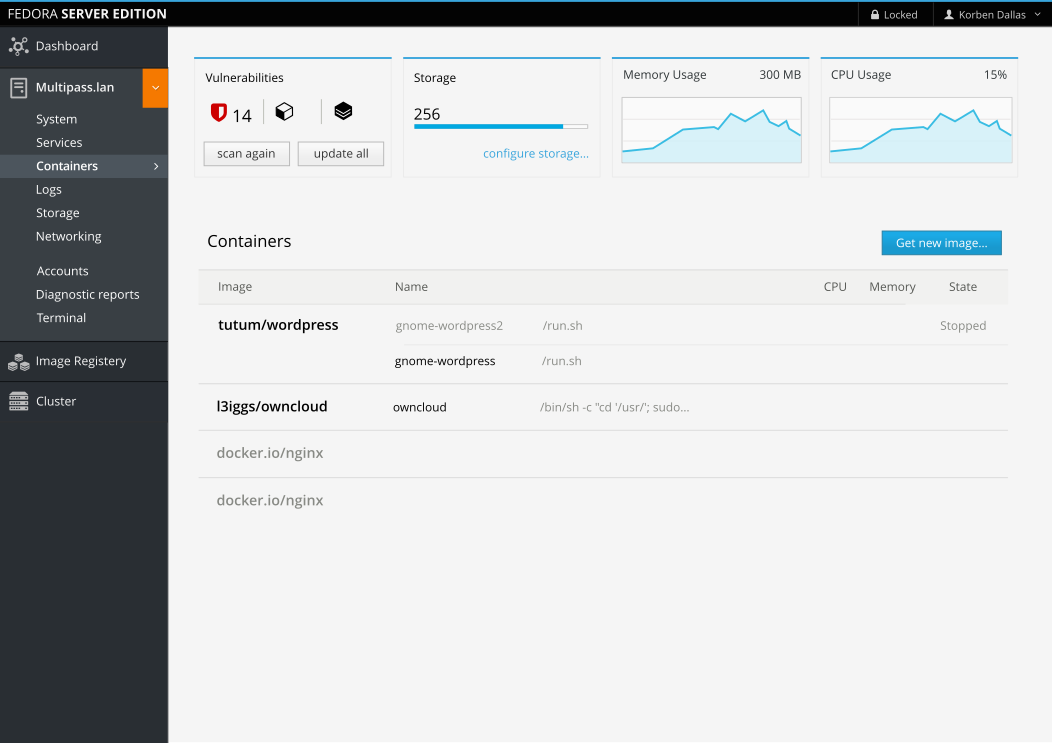 FEDORA SERVER EDITION
Locked
Korben Dallas
Dashboard
Multipass.lan
System
Services
Containers
Logs
Storage
Networking
Accounts
Diagnostic reports
Terminal
Image Registery
Cluster
Vulnerabilities
14
scan again
update all
Storage
256
configure storage...
Memory Usage 300 MB
CPU Usage 15%
Containers
Get new image...
Image Name CPU Memory State
tutum/wordpress gnome-wordpress2 /run.sh Stopped
gnome-wordpress /run.sh
l3iggs/owncloud owncloud /bin/sh -c "cd '/usr/'; sudo...
docker.io/nginx
docker.io/nginx